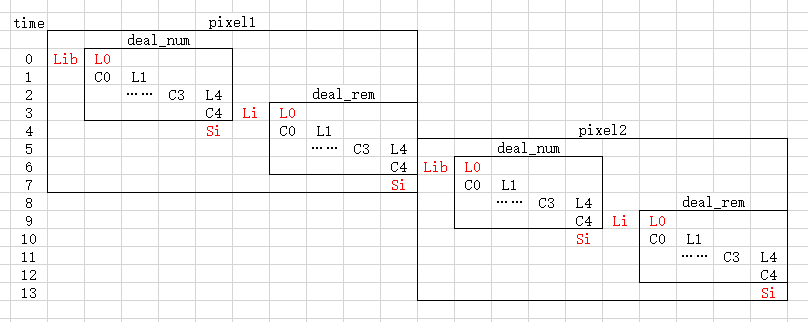 time pixel1
deal_num
0 Lib L0
1 C0 L1
2 …… C3 L4 deal_rem
3 C4 Li L0
4 Si C0 L1 pixel2
5 …… C3 L4 deal_num
6 C4 Lib L0
7 Si C0 L1
8 …… C3 L4 deal_rem
9 C4 Li L0
10 Si C0 L1
11 …… C3 L4
12 C4
13 Si